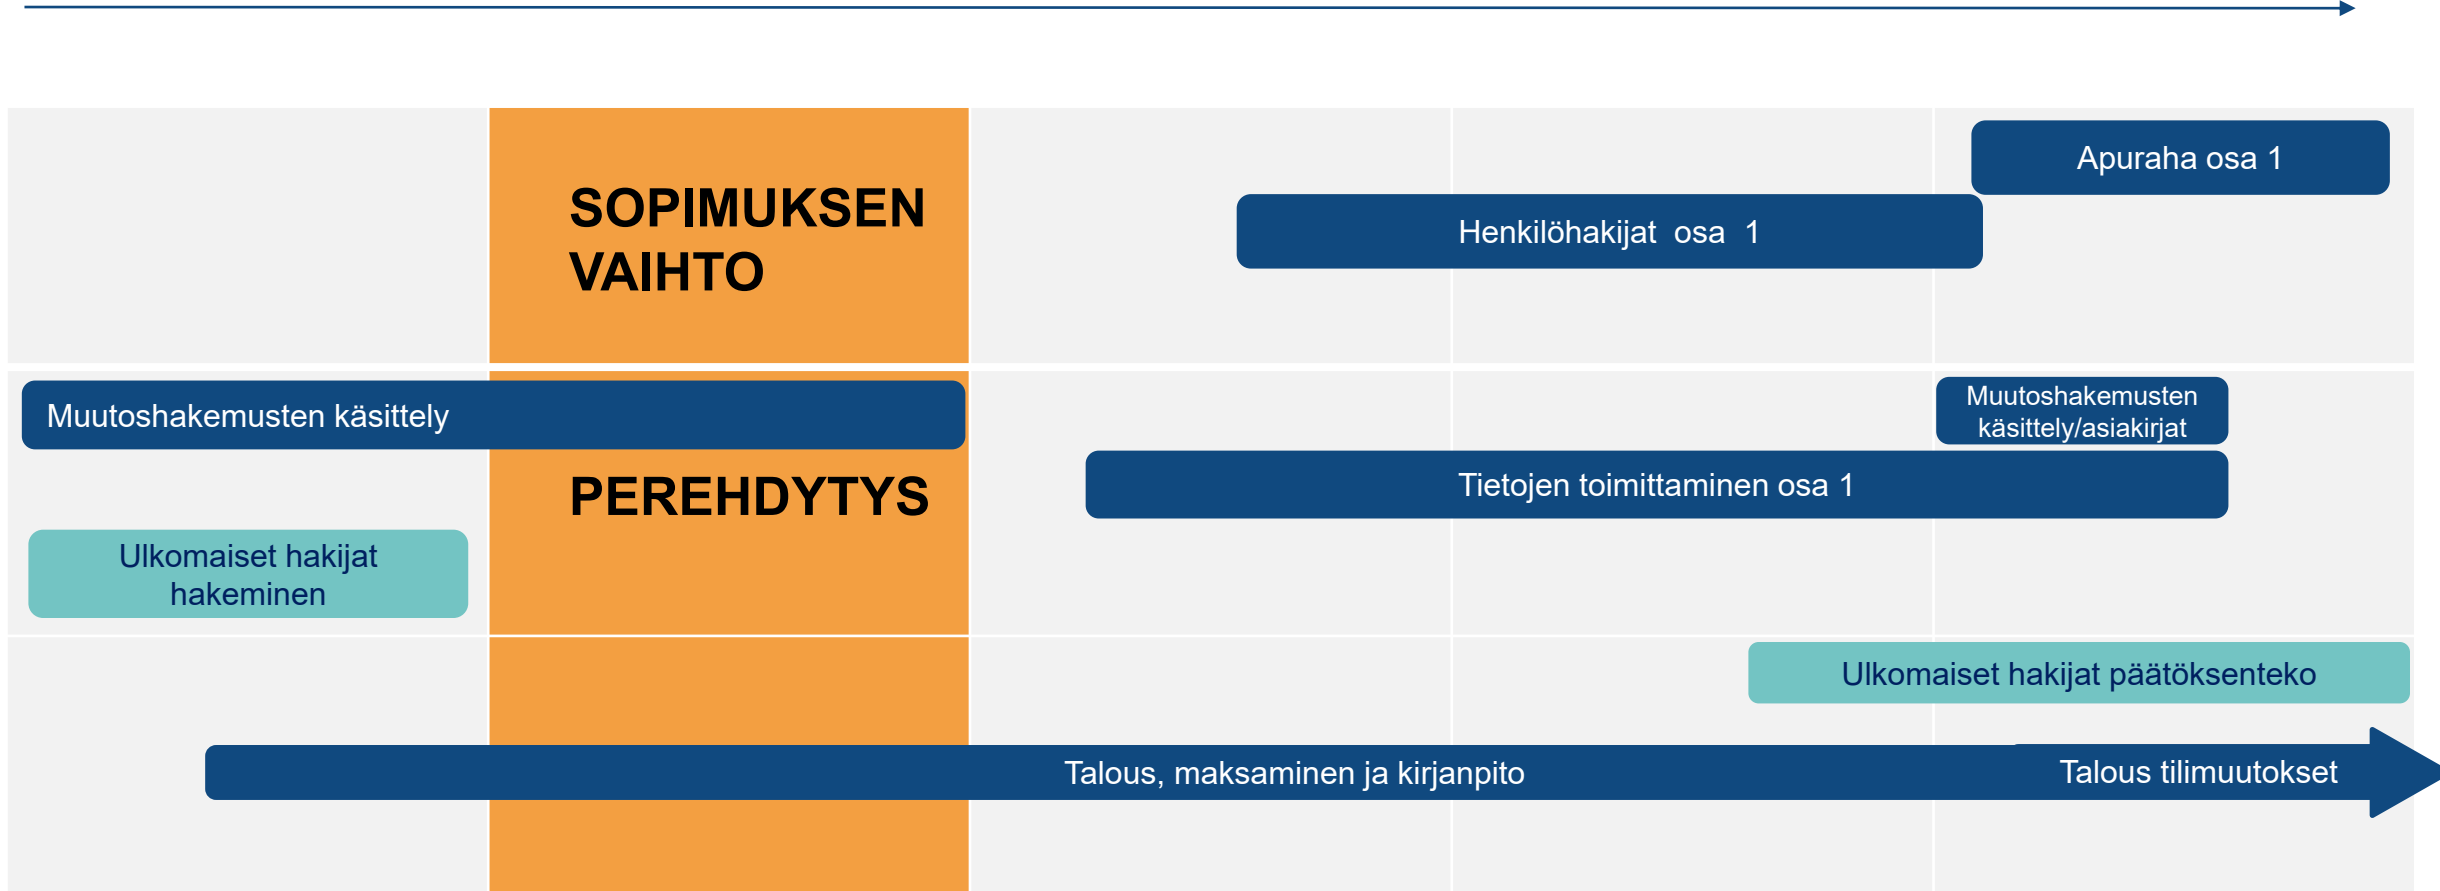 Apuraha osa 1
SOPIMUKSEN
VAIHTO
Henkilöhakijat osa 1
Muutoshakemusten käsittely
Muutoshakemusten
käsittely/asiakirjat
PEREHDYTYS
Tietojen toimittaminen osa 1
Ulkomaiset hakijat
hakeminen
Ulkomaiset hakijat päätöksenteko
Talous, maksaminen ja kirjanpito
Talous tilimuutokset